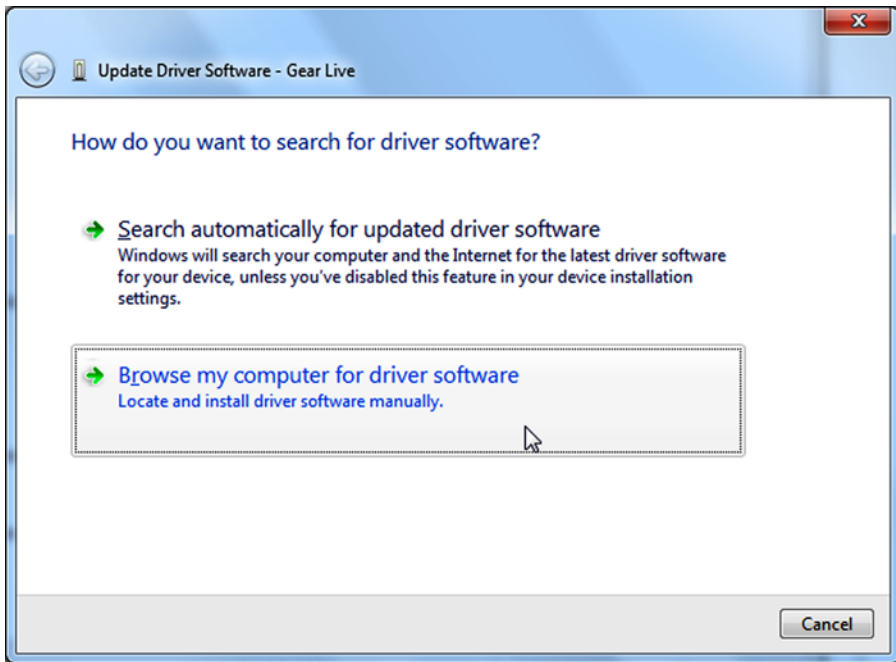 Update Driver Software - Gear Live
How do you want to search for driver software?
Search automatically for updated driver software
Windows will search your computer and the Internet for the latest driver software
for your device, unless you've disabled this feature in your device installation
settings.
Browse my computer for driver software
Locate and install driver software manually.
Cancel